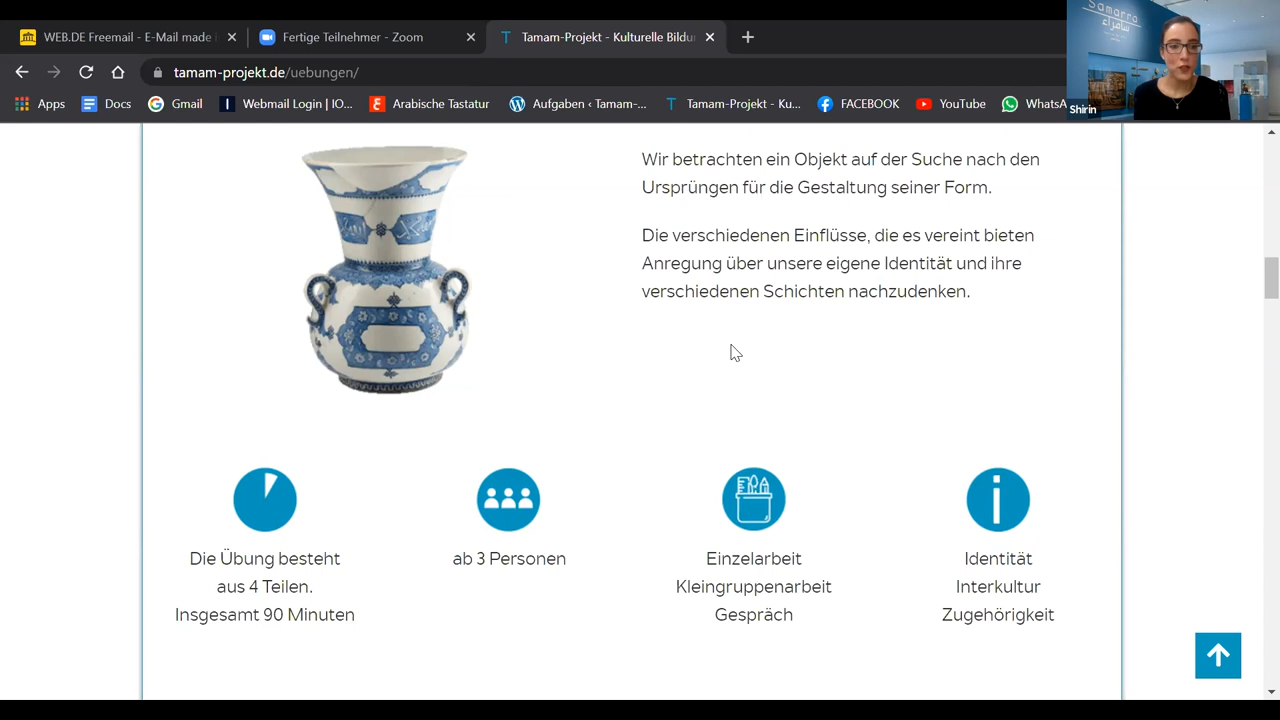 WEB.DE Freemail - E-Mail made
Fertige Teilnehmer - Zoom
Tamam-Projekt - Kulturelle Bildu
tamam-projekt.de/uebungen/
Apps
Docs
Gmail
Webmail Login | IO...
Arabische Tastatur
Aufgaben ‹ Tamam-...
Tamam-Projekt - Ku...
FACEBOOK
YouTube
WhatsA
Samarra
سامراء
Shirin
Wir betrachten ein Objekt auf der Suche nach den
Ursprüngen für die Gestaltung seiner Form.
Die verschiedenen Einflüsse, die es vereint bieten
Anregung über unsere eigene Identität und ihre
verschiedenen Schichten nachzudenken.
Die Übung besteht
aus 4 Teilen.
Insgesamt 90 Minuten
ab 3 Personen
Einzelarbeit
Kleingruppenarbeit
Gespräch
Identität
Interkultur
Zugehörigkeit